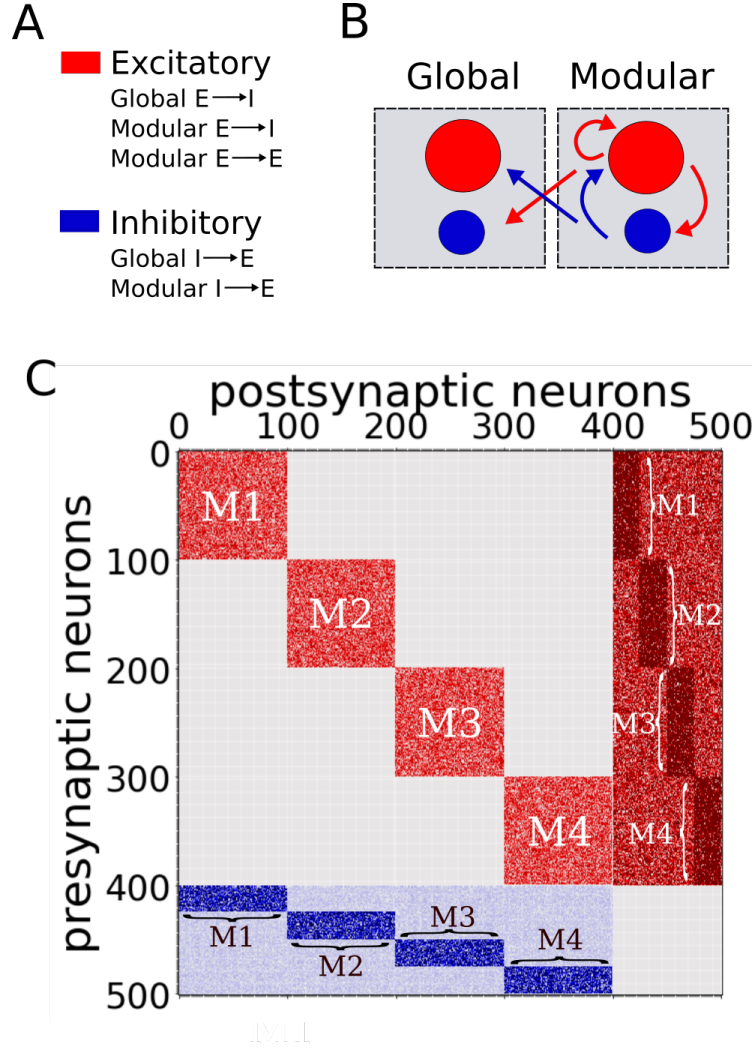 A
Excitatory
Global E→I
Modular E→I
Modular E→E
Inhibitory
Global I→E
Modular I→E
B
Global Modular
C
postsynaptic neurons
0 100 200 300 400 500
presynaptic neurons
0
100
200
300
400
500
M1
M2
M3
M4
M1
M2
M3
M4
M1
M2
M3
M4